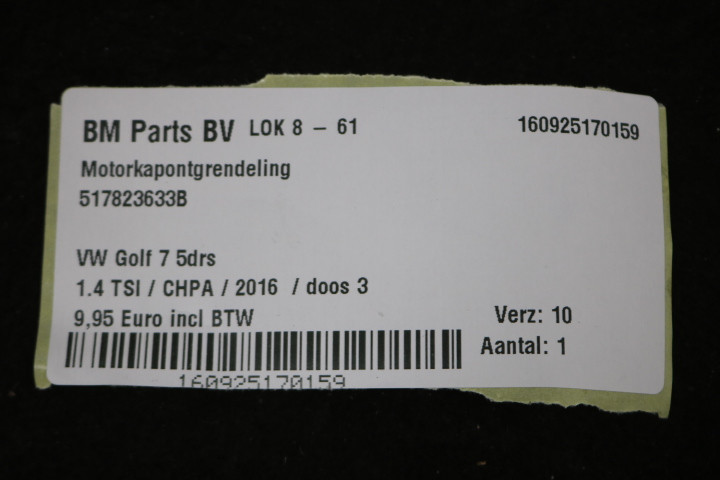 BM Parts BV LOK 8 - 61 160925170159
Motorkapontgrendeling
517823633B
VW Golf 7 5drs
1.4 TSI / CHPA / 2016 / doos 3
9,95 Euro incl BTW Verz: 10
Aantal: 1
160925170159